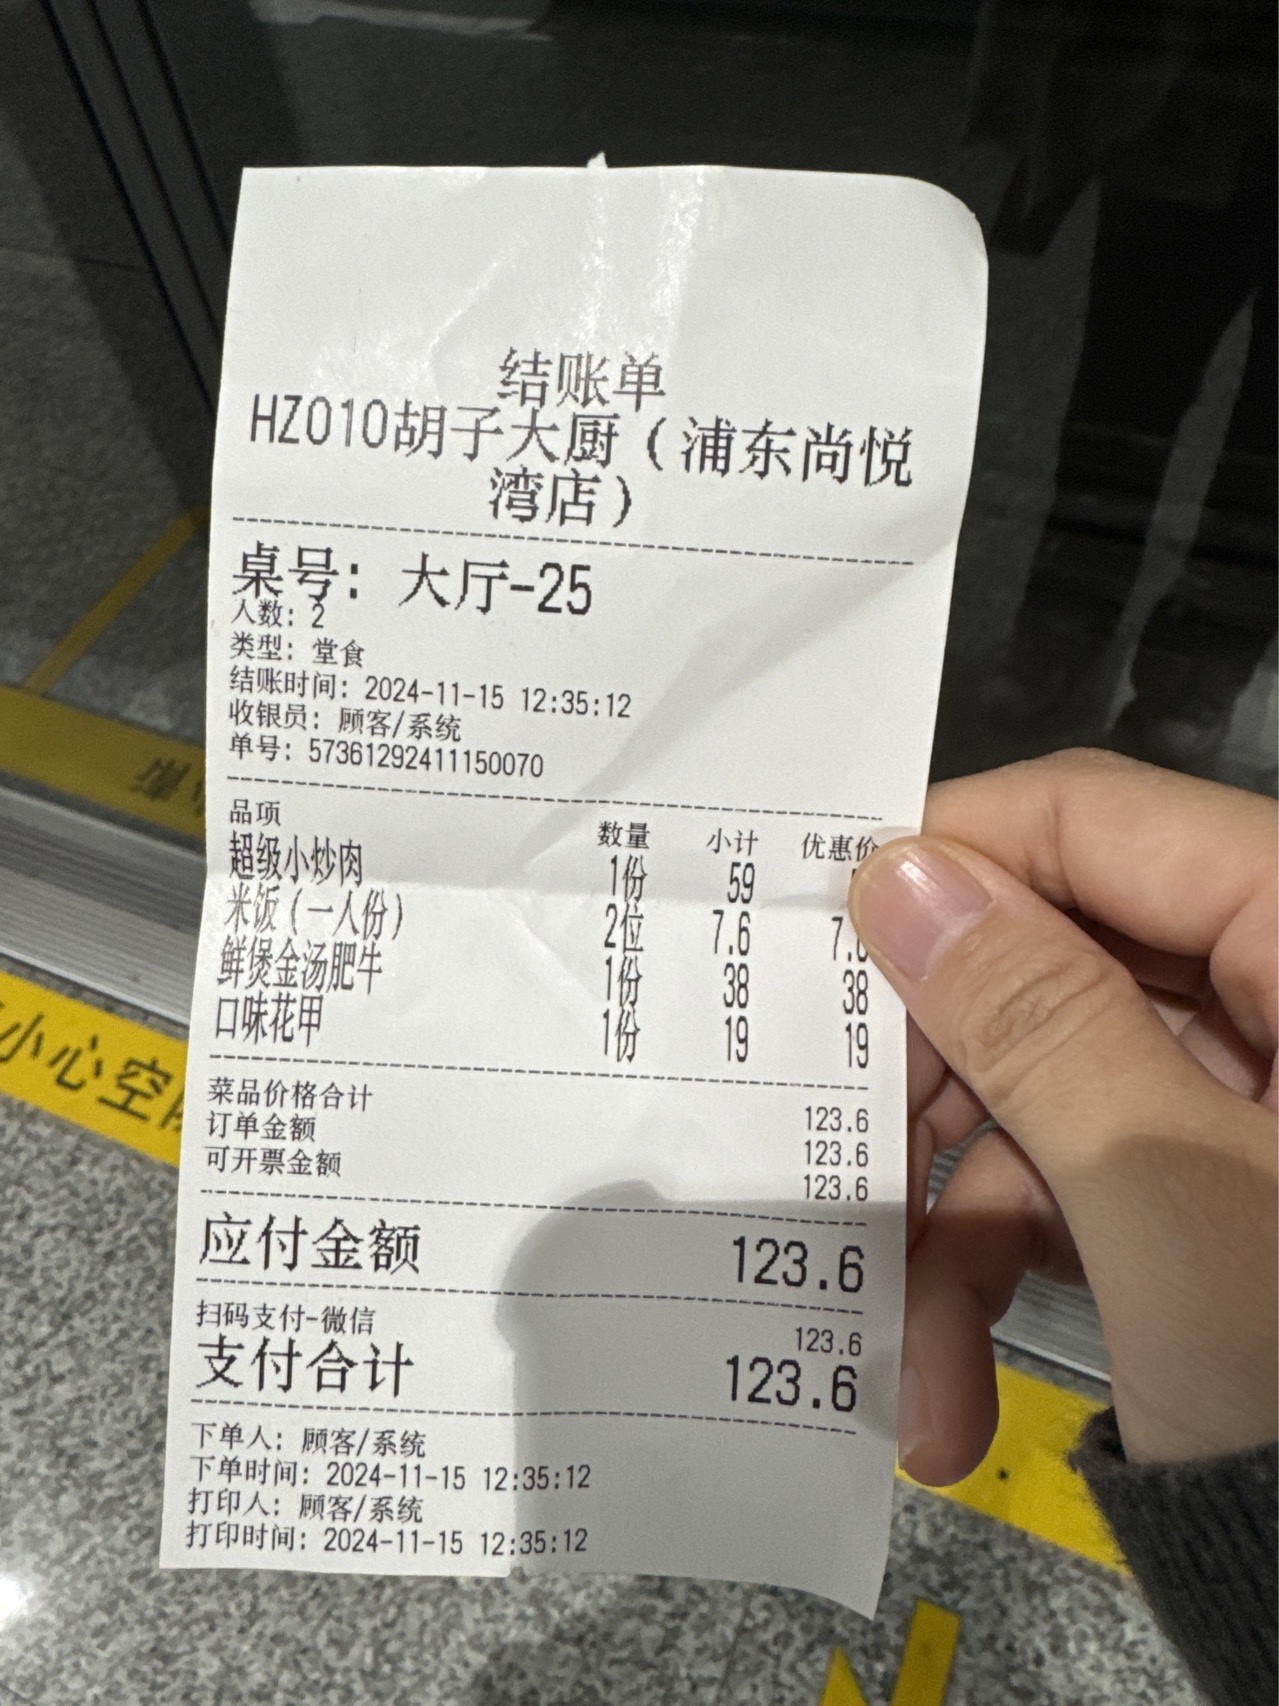 结账单
HZ010胡子大厨（浦东尚悦
湾店）
桌号：大厅-25
人数：2
类型：堂食
结账时间：2024-11-15 12:35:12
收银员：顾客/系统
单号：57361292411150070
品项 数量 小计 优惠价
超级小炒肉 1份 59
米饭（一人份） 2位 7.6
鲜煲金汤肥牛 1份 38 38
口味花甲 1份 19 19
菜品价格合计 123.6
订单金额 123.6
可开票金额 123.6
应付金额 123.6
扫码支付-微信 123.6
支付合计 123.6
下单人：顾客/系统
下单时间：2024-11-15 12:35:12
打印人：顾客/系统
打印时间：2024-11-15 12:35:12
小心空